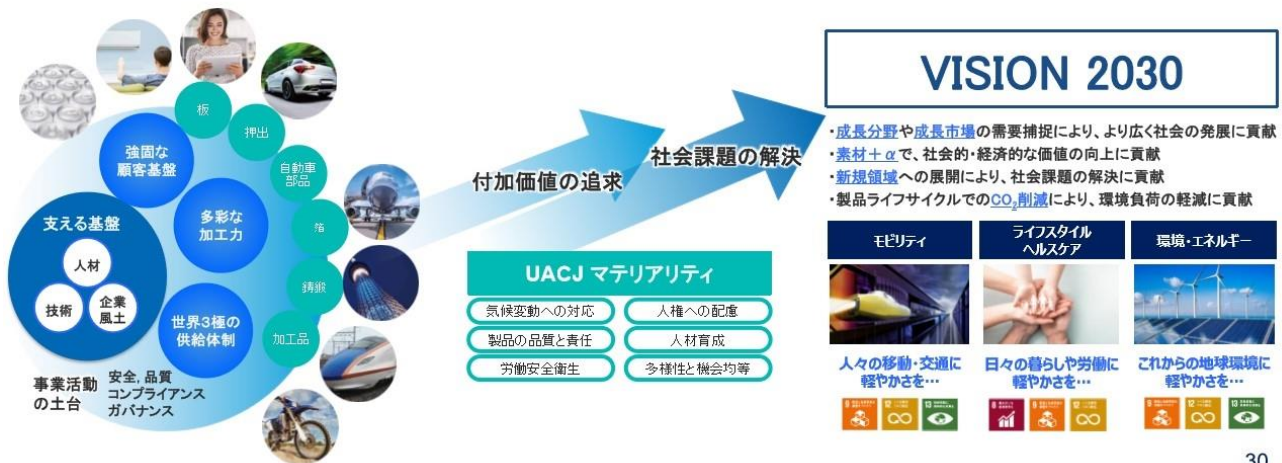 板
押出
自動車
部品
箔
鋳鍛
加工品
強固な
顧客基盤
多彩な
加工力
世界3極の
供給体制
支える基盤
人材
技術
企業
風土
事業活動
の土台
安全, 品質
コンプライアンス
ガバナンス
付加価値の追求
社会課題の解決
UACJ マテリアリティ
気候変動への対応
人権への配慮
製品の品質と責任
人材育成
労働安全衛生
多様性と機会均等
VISION 2030
・成長分野や成長市場の需要捕捉により、より広く社会の発展に貢献
・素材＋αで、社会的・経済的な価値の向上に貢献
・新規領域への展開により、社会課題の解決に貢献
・製品ライフサイクルでのCO₂削減により、環境負荷の軽減に貢献
モビリティ
ライフスタイル
ヘルスケア
環境・エネルギー
人々の移動・交通に
軽やかさを…
日々の暮らしや労働に
軽やかさを…
これからの地球環境に
軽やかさを…
9
12
13
8
9
12
9
12
13
30